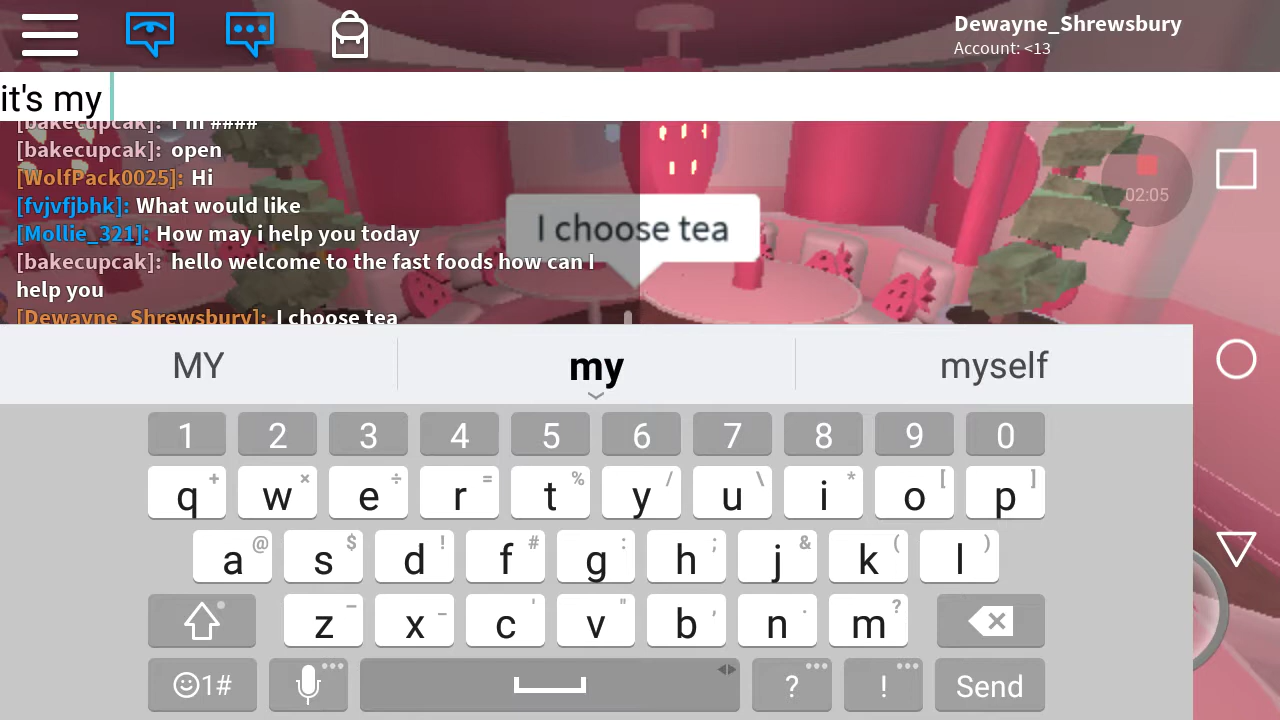 Dewayne_Shrewsbury
Account: <13
it's my
[bakecupcak]: I'm ####
[bakecupcak]: open
[WolfPack0025]: Hi
[fvjvfjbhk]: What would like
[Mollie_321]: How may i help you today
[bakecupcak]: hello welcome to the fast foods how can I
help you
[Dewayne_Shrewsbury]: I choose tea
I choose tea
02:05
MY my myself
1 2 3 4 5 6 7 8 9 0
q + w × e ÷ r = t % y / u \ i * o [ p ]
a @ s $ d ! f # g : h ; j & k ( l )
z – x _ c ' v " b , n . m ?
1# ? ! Send